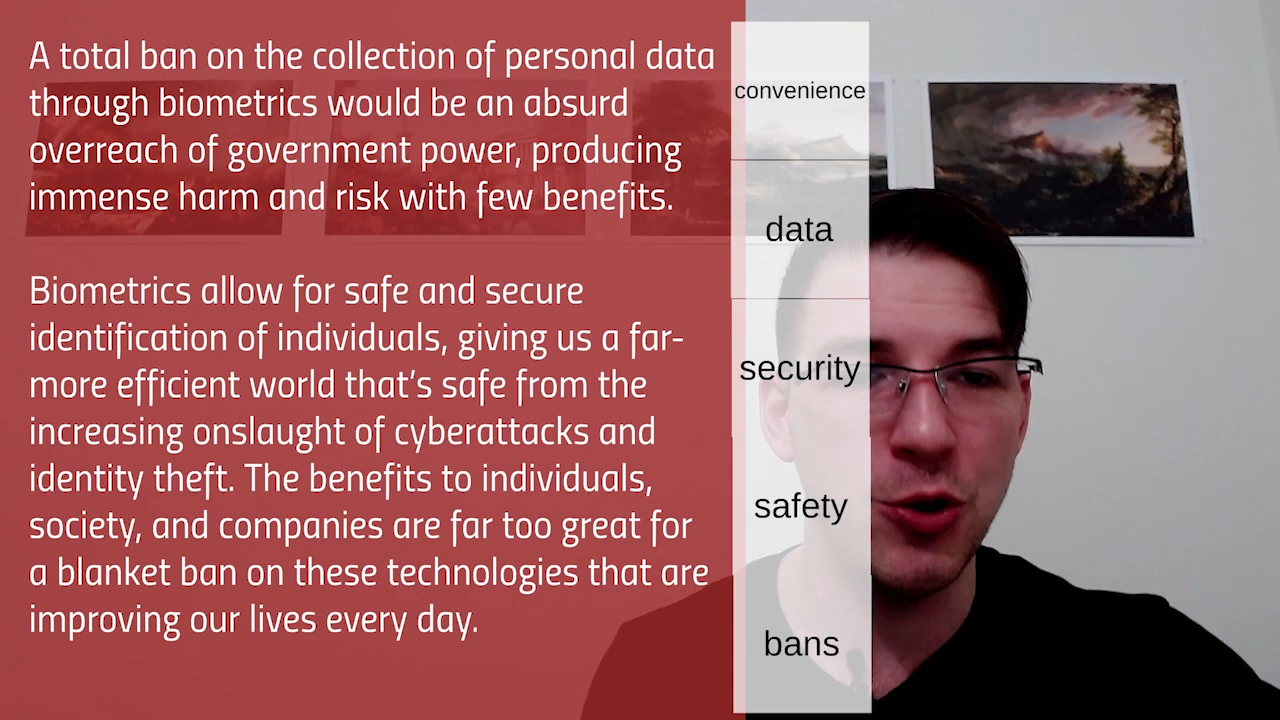 A total ban on the collection of personal data
through biometrics would be an absurd
overreach of government power, producing
immense harm and risk with few benefits.
Biometrics allow for safe and secure
identification of individuals, giving us a far-
more efficient world that's safe from the
increasing onslaught of cyberattacks and
identity theft. The benefits to individuals,
society, and companies are far too great for
a blanket ban on these technologies that are
improving our lives every day.
convenience
data
security
safety
bans